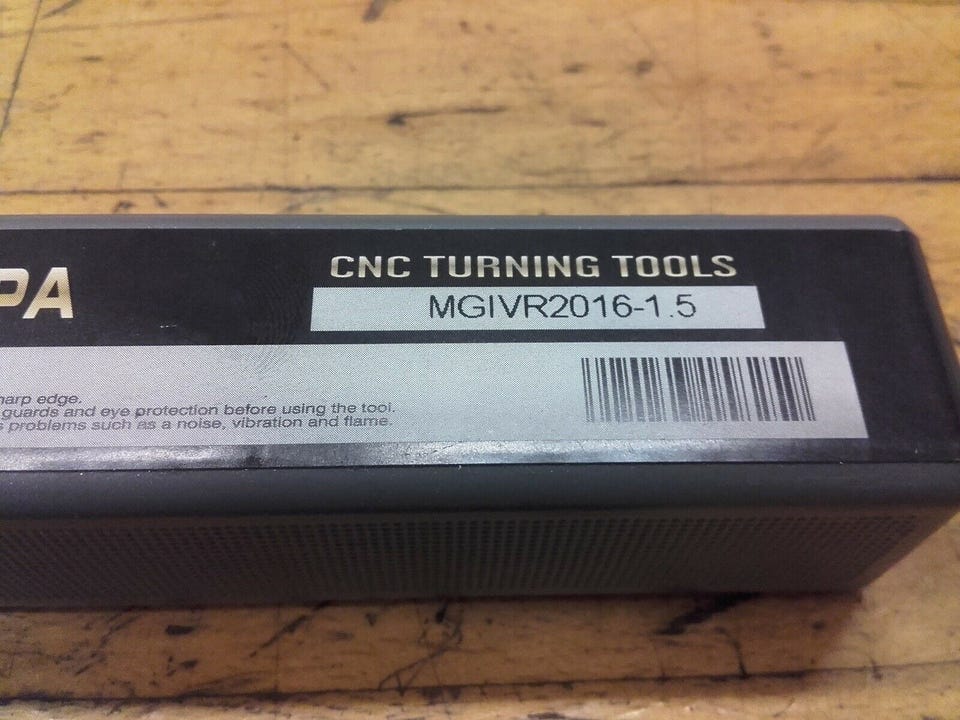 PA
CNC TURNING TOOLS
MGIVR2016-1.5
sharp edge.
guards and eye protection before using the tool.
problems such as a noise, vibration and flame.